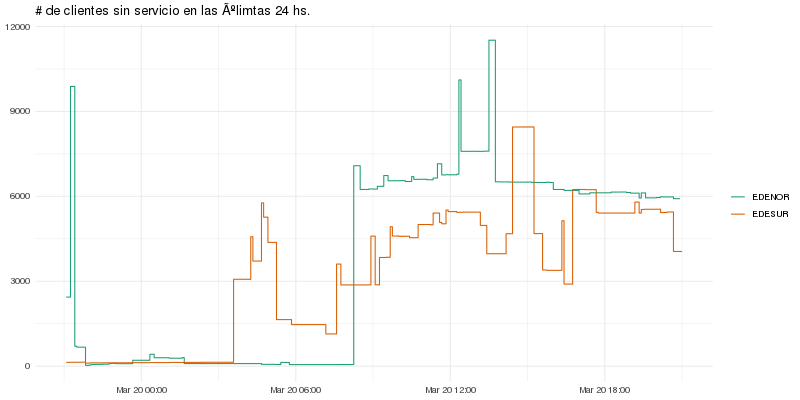 # de clientes sin servicio en las Ãºlimtas 24 hs.
12000
9000
6000
3000
0
Mar 20 00:00
Mar 20 06:00
Mar 20 12:00
Mar 20 18:00
EDENOR
EDESUR